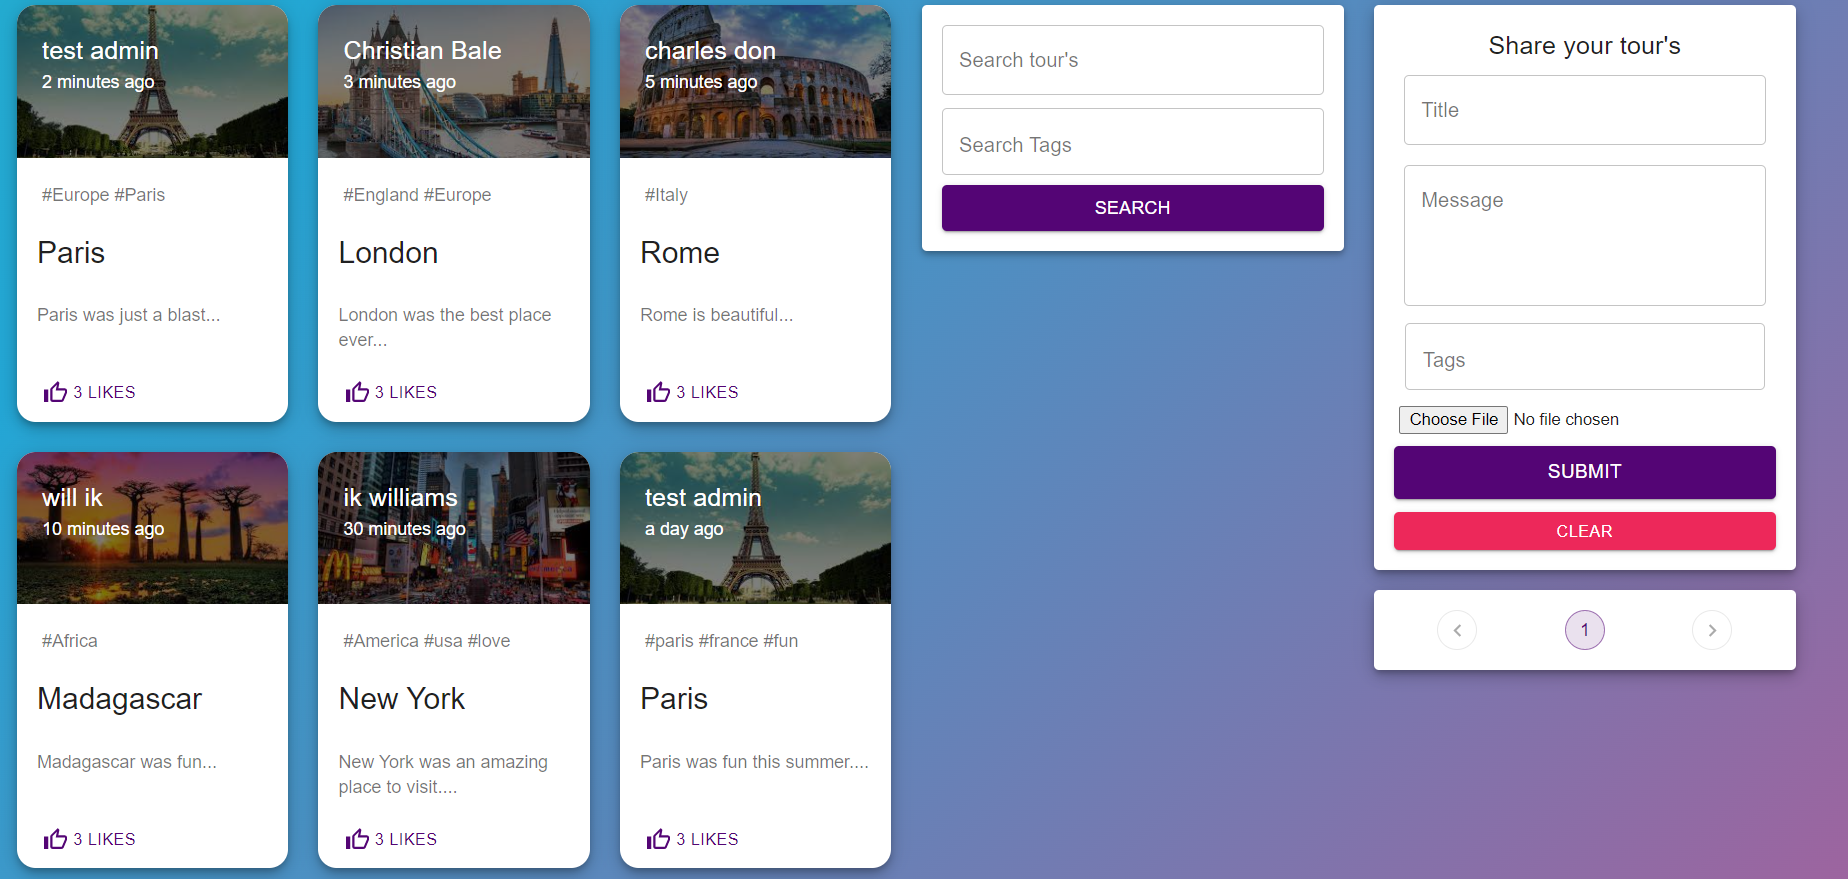 test admin
2 minutes ago
#Europe #Paris
Paris
Paris was just a blast...
3 LIKES
Christian Bale
3 minutes ago
#England #Europe
London
London was the best place
ever...
3 LIKES
charles don
5 minutes ago
#Italy
Rome
Rome is beautiful...
3 LIKES
will ik
10 minutes ago
#Africa
Madagascar
Madagascar was fun...
3 LIKES
ik williams
30 minutes ago
#America #usa #love
New York
New York was an amazing
place to visit....
3 LIKES
test admin
a day ago
#paris #france #fun
Paris
Paris was fun this summer....
3 LIKES
Search tour's
Search Tags
SEARCH
Share your tour's
Title
Message
Tags
Choose File No file chosen
SUBMIT
CLEAR
1